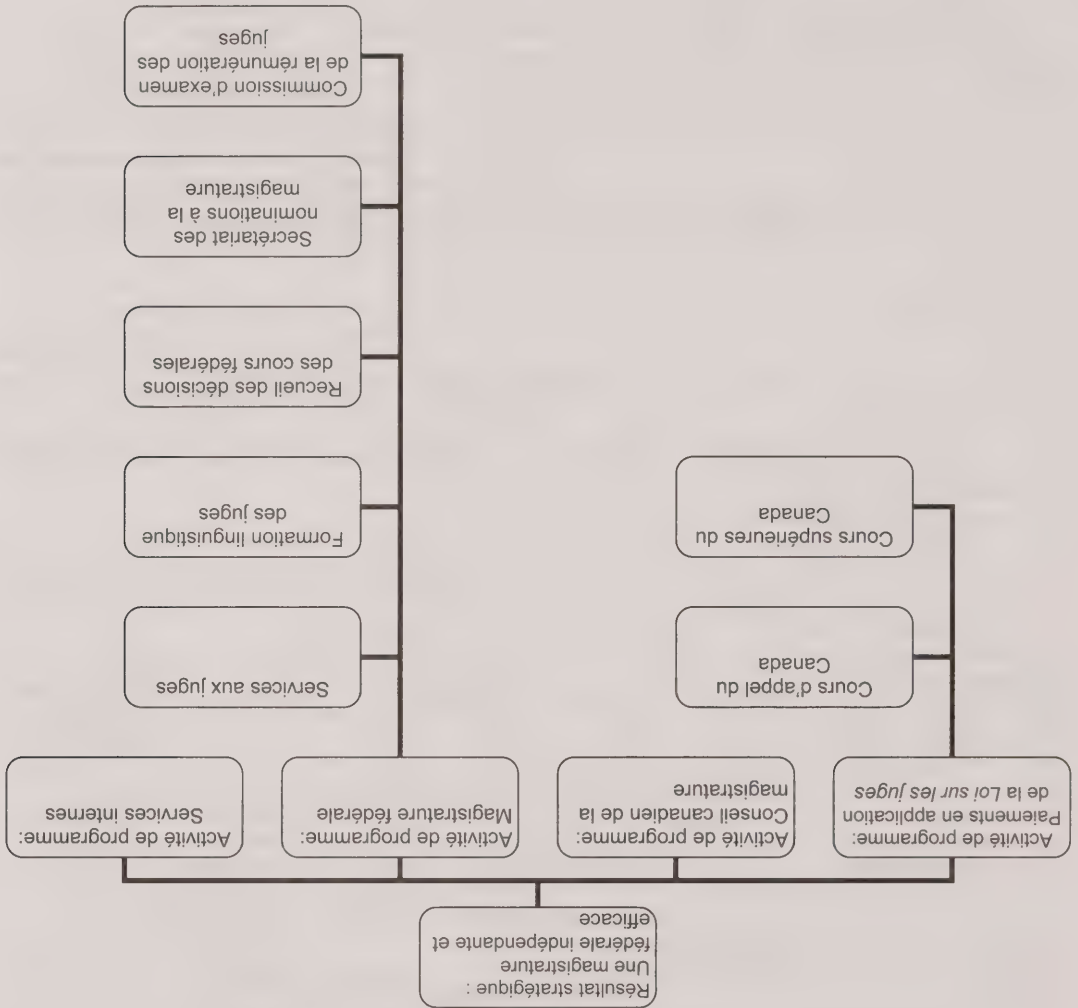 Résultat stratégique :
Une magistrature
fédérale indépendante et
efficace
Activité de programme:
Paiements en application
de la Loi sur les juges
Activité de programme:
Conseil canadien de la
magistrature
Activité de programme:
Magistrature fédérale
Activité de programme:
Services internes
Cours d'appel du
Canada
Cours supérieures du
Canada
Services aux juges
Formation linguistique
des juges
Recueil des décisions
des cours fédérales
Secrétariat des
nominations à la
magistrature
Commission d'examen
de la rémunération des
juges